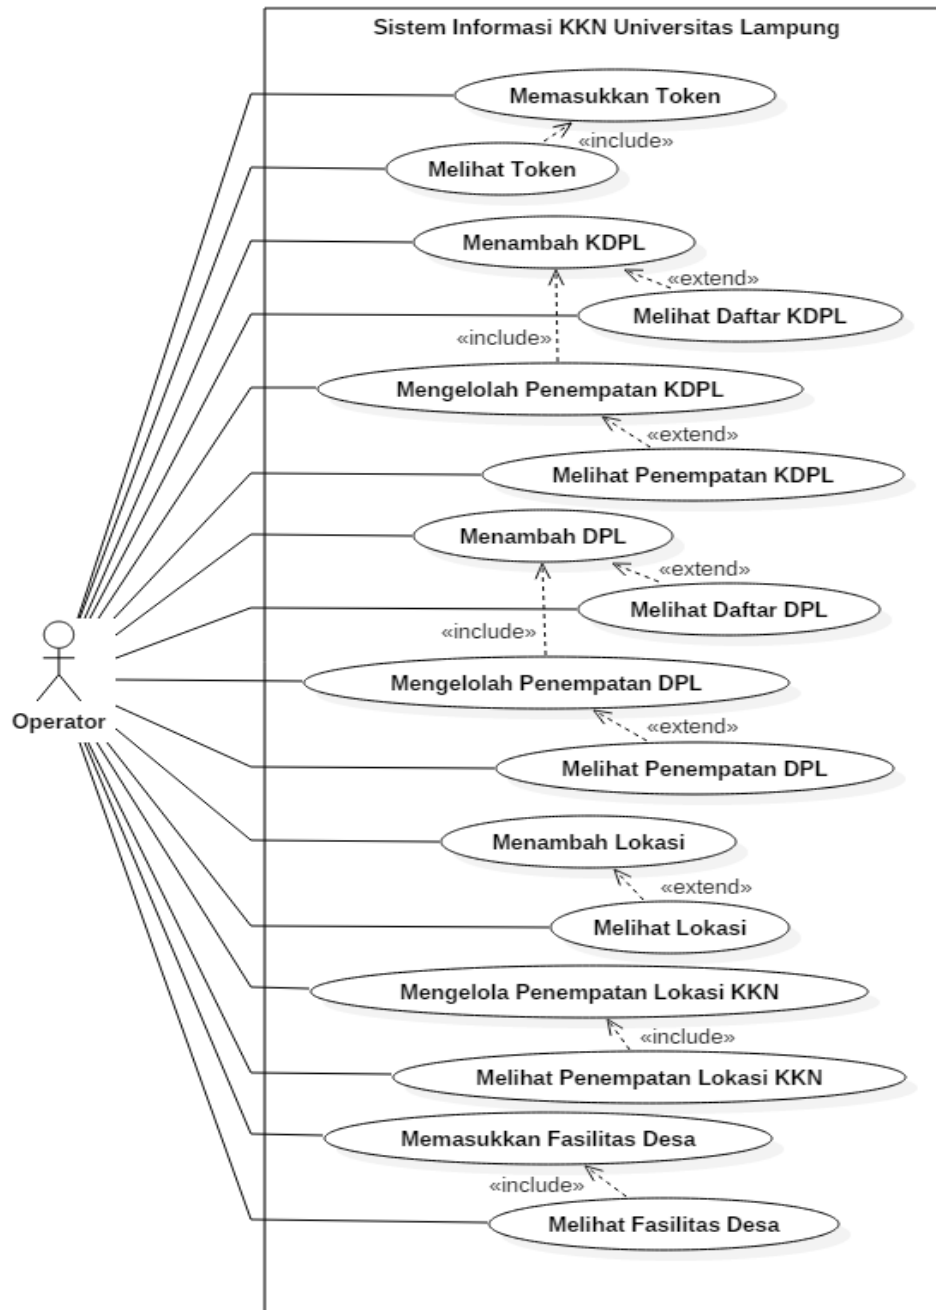 Sistem Informasi KKN Universitas Lampung
Memasukkan Token
«include»
Melihat Token
Menambah KDPL
«extend»
Melihat Daftar KDPL
«include»
Mengelolah Penempatan KDPL
«extend»
Melihat Penempatan KDPL
Menambah DPL
«extend»
Melihat Daftar DPL
«include»
Mengelolah Penempatan DPL
Operator
«extend»
Melihat Penempatan DPL
Menambah Lokasi
«extend»
Melihat Lokasi
Mengelola Penempatan Lokasi KKN
«include»
Melihat Penempatan Lokasi KKN
Memasukkan Fasilitas Desa
«include»
Melihat Fasilitas Desa